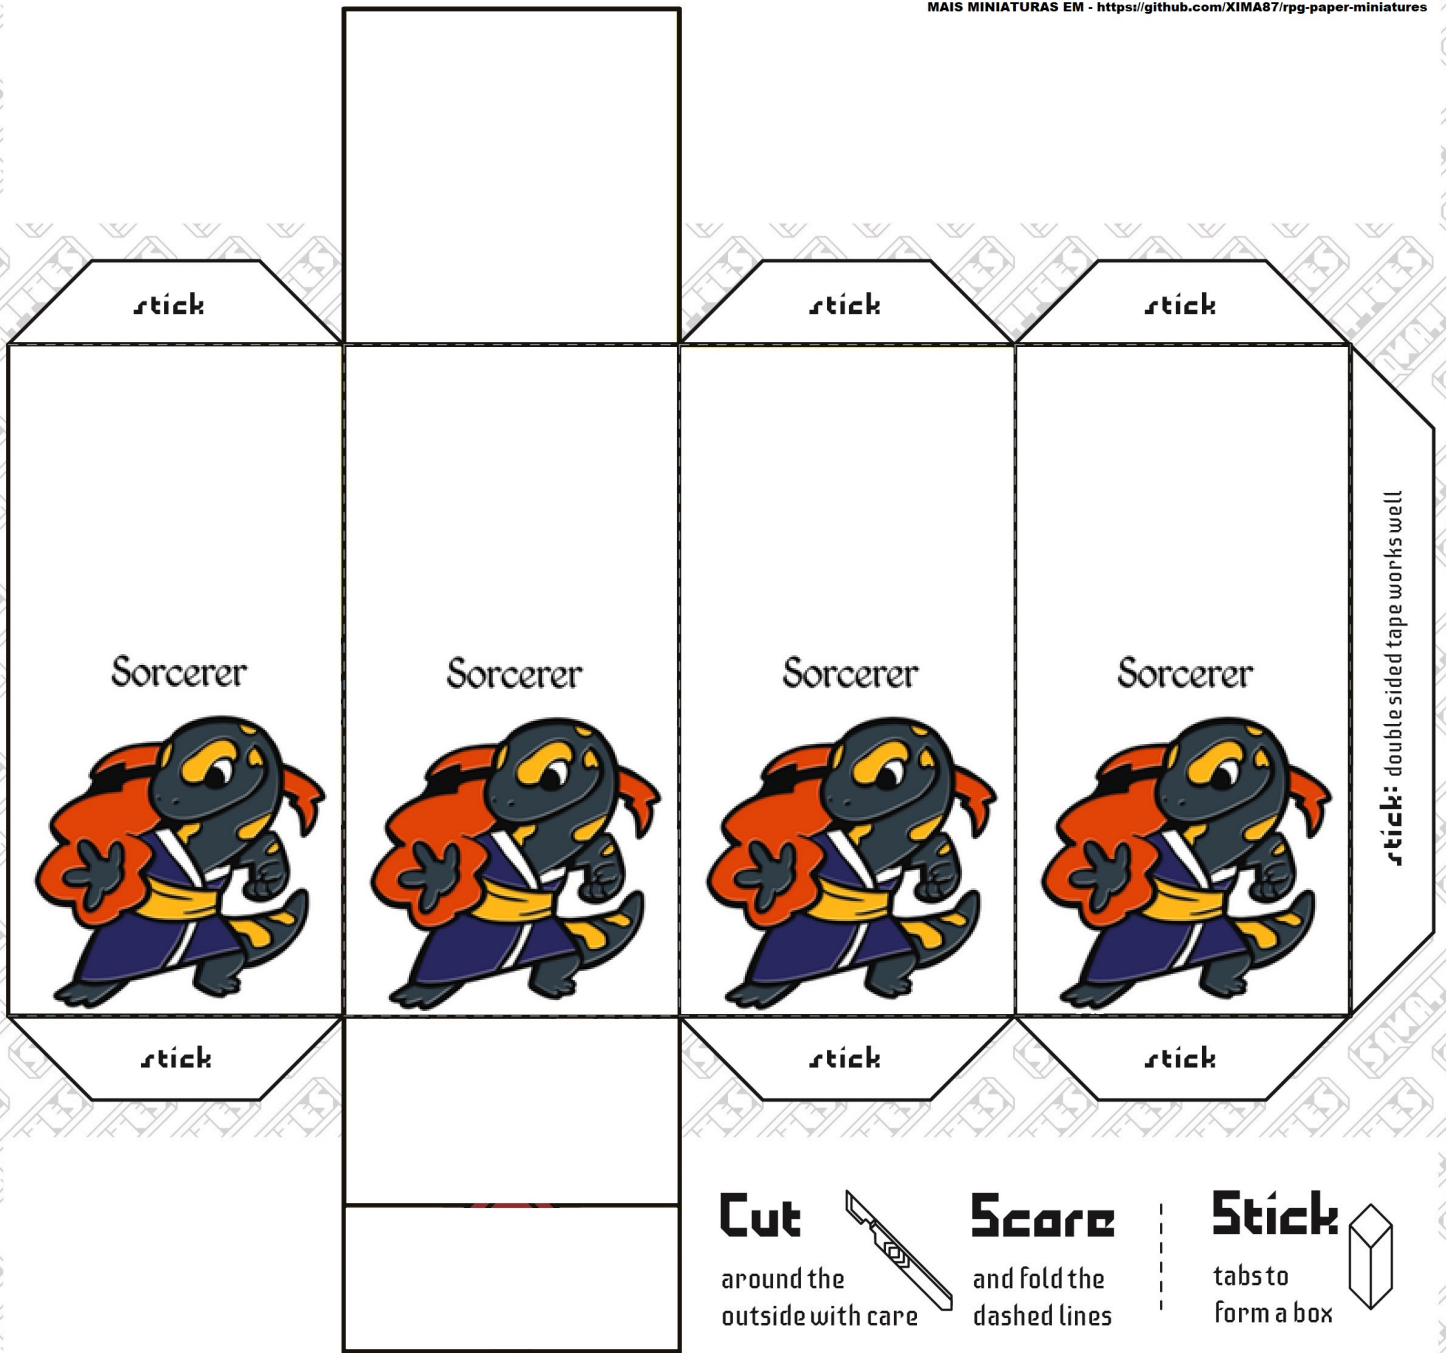 MAIS MINIATURAS EM - https://github.com/XIMA87/rpg-paper-miniatures
stick
stick
stick
stick: double sided tape works well
Sorcerer
Sorcerer
Sorcerer
Sorcerer
stick
stick
stick
Cut
around the
outside with care
Score
and fold the
dashed lines
Stick
tabs to
form a box